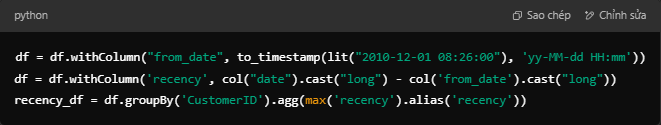 python
Sao chép
Chỉnh sửa
df = df.withColumn("from_date", to_timestamp(lit("2010-12-01 08:26:00"), 'yy-MM-dd HH:mm'))
df = df.withColumn('recency', col("date").cast("long") - col('from_date').cast("long"))
recency_df = df.groupBy('CustomerID').agg(max('recency').alias('recency'))